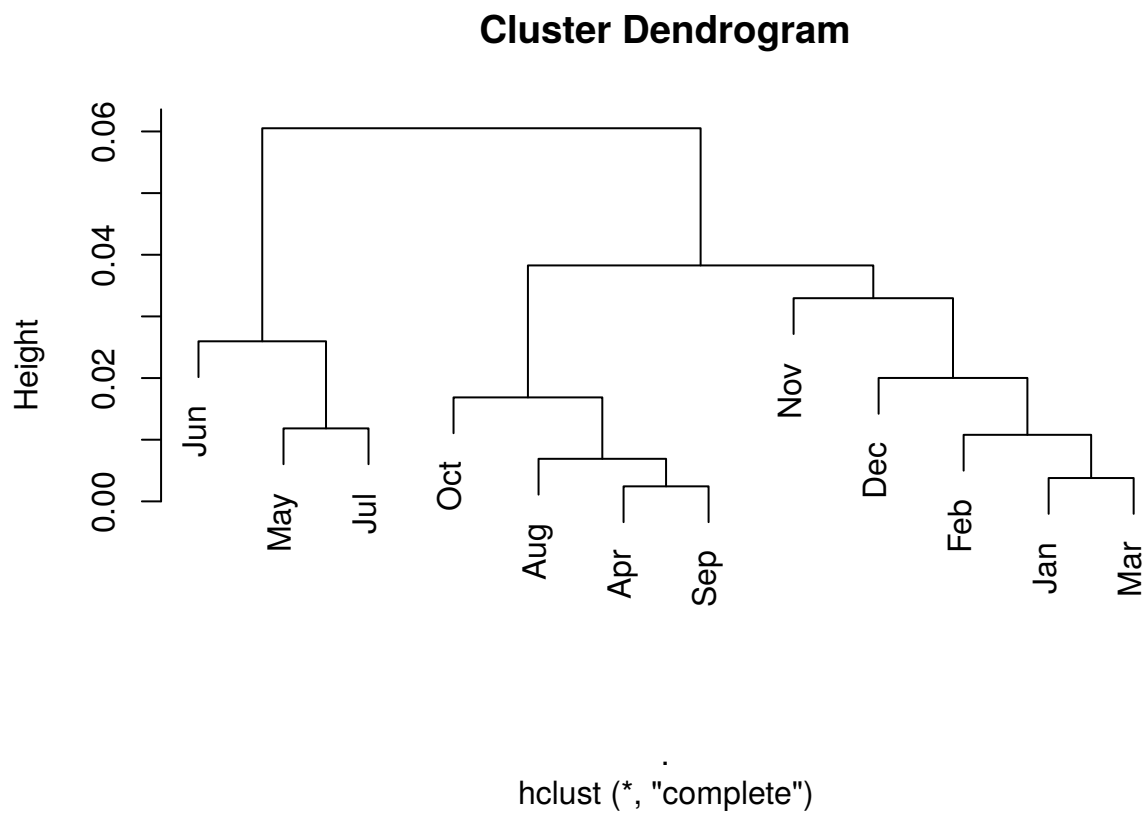 Cluster Dendrogram
Height
0.06
0.04
0.02
0.00
Jun
May
Jul
Oct
Aug
Apr
Sep
Nov
Dec
Feb
Jan
Mar
.
hclust (*, "complete")